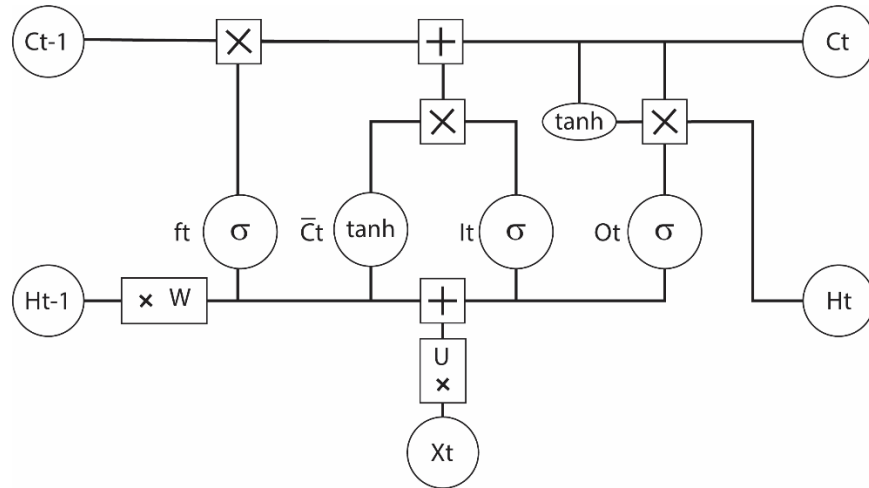 Ct-1
×
+
Ct
tanh
×
×
ft
σ
C̅t
tanh
It
σ
Ot
σ
Ht-1
× W
+
Ht
U
×
Xt